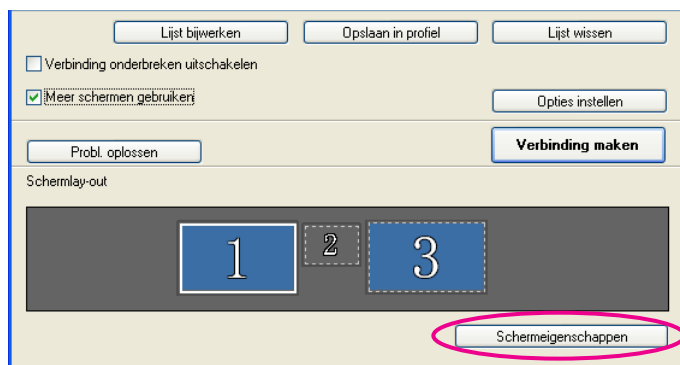 Lijst bijwerken Opslaan in profiel Lijst wissen
Verbinding onderbreken uitschakelen
Meer schermen gebruiken
Opties instellen
Verbinding maken
Probl. oplossen
Schermlay-out
1 2 3
Schermeigenschappen